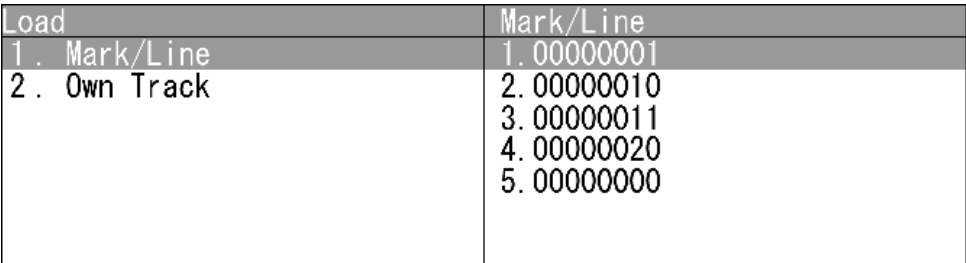 Load
1. Mark/Line
2. Own Track
Mark/Line
1.00000001
2.00000010
3.00000011
4.00000020
5.00000000